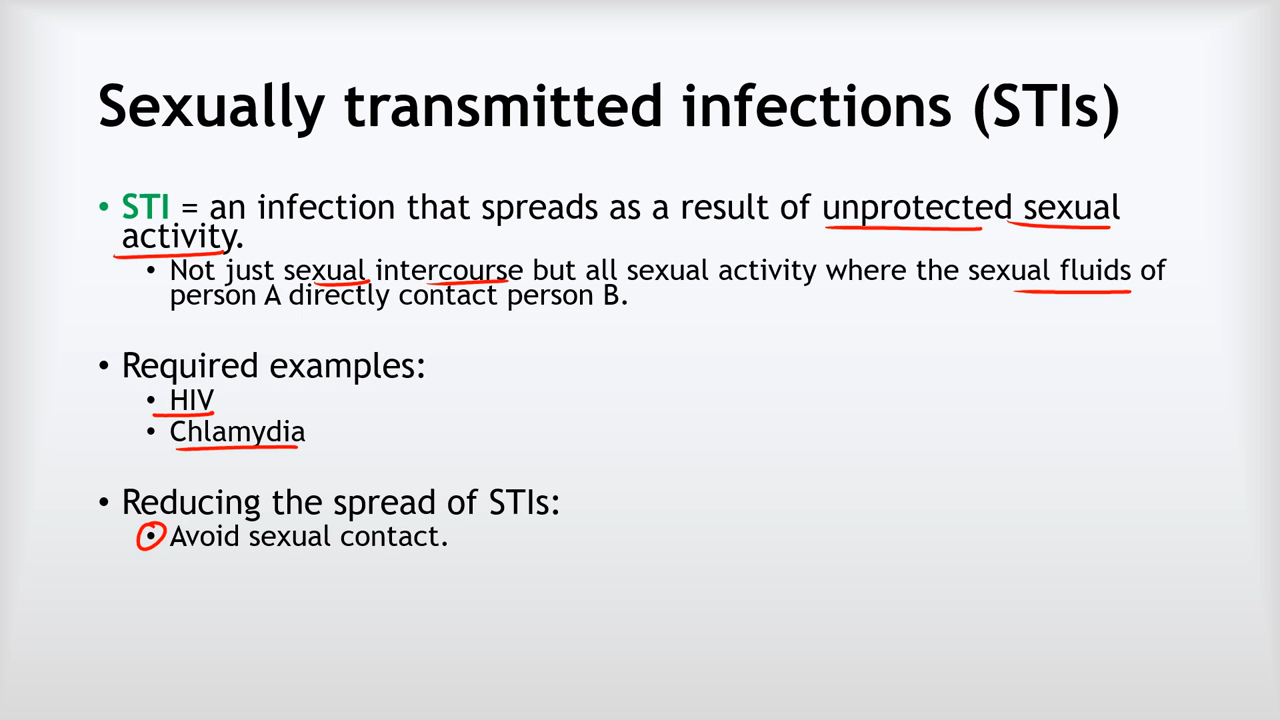 Sexually transmitted infections (STIs)
• STI = an infection that spreads as a result of unprotected sexual
activity.
• Not just sexual intercourse but all sexual activity where the sexual fluids of
person A directly contact person B.
• Required examples:
• HIV
• Chlamydia
• Reducing the spread of STIs:
• Avoid sexual contact.